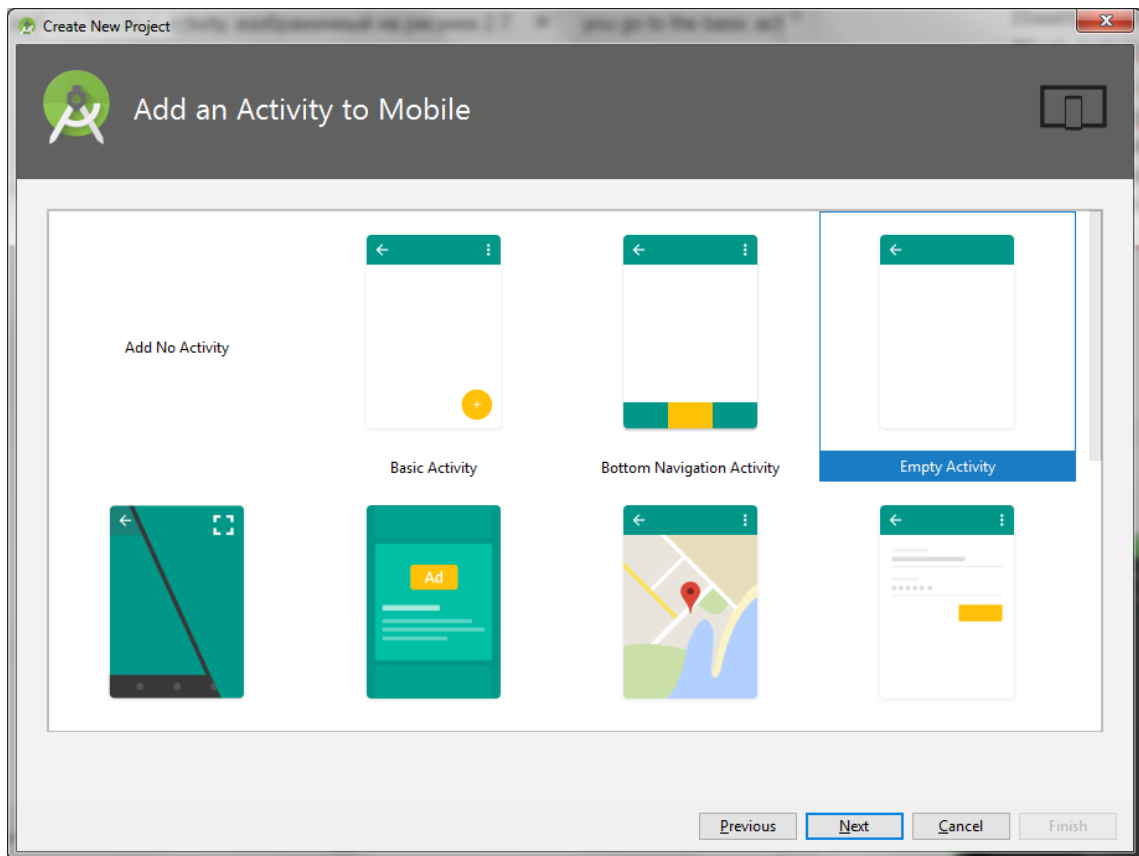 Create New Project
Add an Activity to Mobile
Add No Activity
Basic Activity
Bottom Navigation Activity
Empty Activity
Ad
Previous
Next
Cancel
Finish